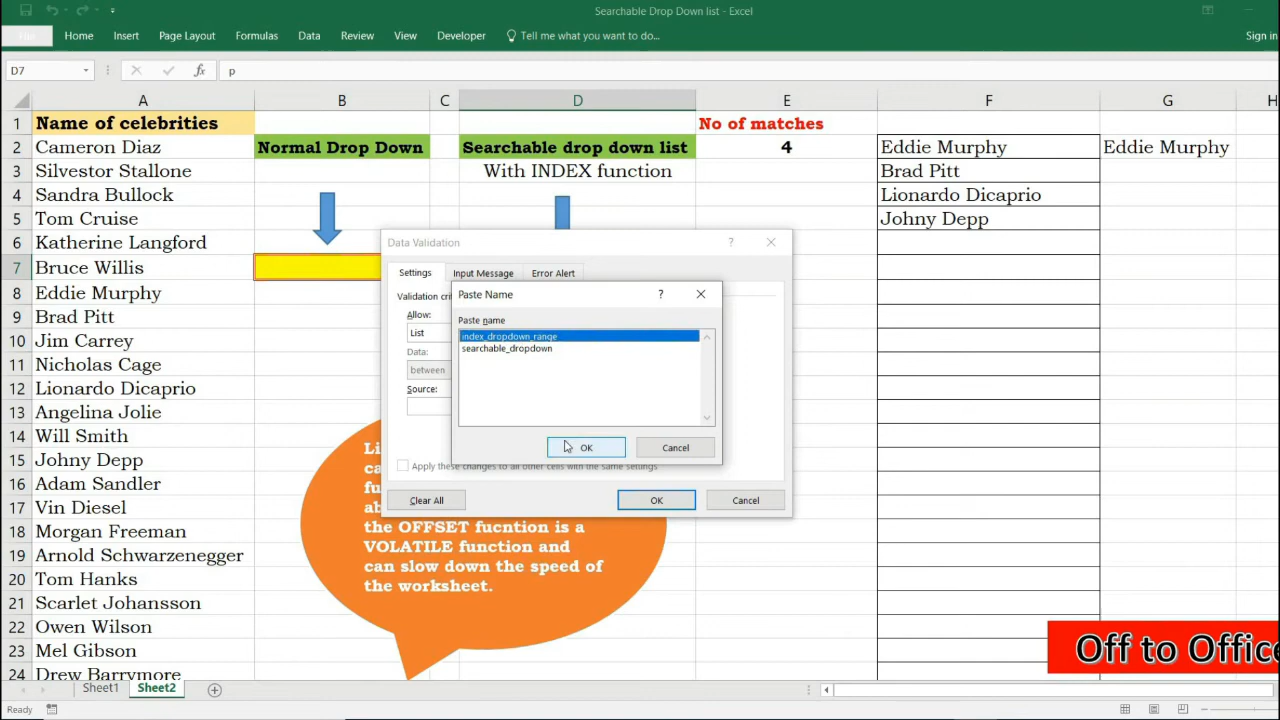 Searchable Drop Down list - Excel
File Home Insert Page Layout Formulas Data Review View Developer Tell me what you want to do... Sign in
D7 fx p
A B C D E F G H
1 Name of celebrities No of matches
2 Cameron Diaz Normal Drop Down Searchable drop down list 4 Eddie Murphy Eddie Murphy
3 Silvestor Stallone With INDEX function Brad Pitt
4 Sandra Bullock Lionardo Dicaprio
5 Tom Cruise Johny Depp
6 Katherine Langford
7 Bruce Willis
8 Eddie Murphy
9 Brad Pitt
10 Jim Carrey
11 Nicholas Cage
12 Lionardo Dicaprio
13 Angelina Jolie
14 Will Smith
15 Johny Depp
16 Adam Sandler
17 Vin Diesel
18 Morgan Freeman
19 Arnold Schwarzenegger
20 Tom Hanks
21 Scarlet Johansson
22 Owen Wilson
23 Mel Gibson
24 Drew Barrymore
Data Validation ?
Settings Input Message Error Alert
Validation
Allow:
List
Data:
between
Source:
Apply these changes to all other cells with the same settings
Clear All OK Cancel
Paste Name ?
Paste name
index_dropdown_range
searchable_dropdown
OK Cancel
the OFFSET fucntion is a
VOLATILE function and
can slow down the speed of
the worksheet.
Off to Office
Sheet1 Sheet2
Ready